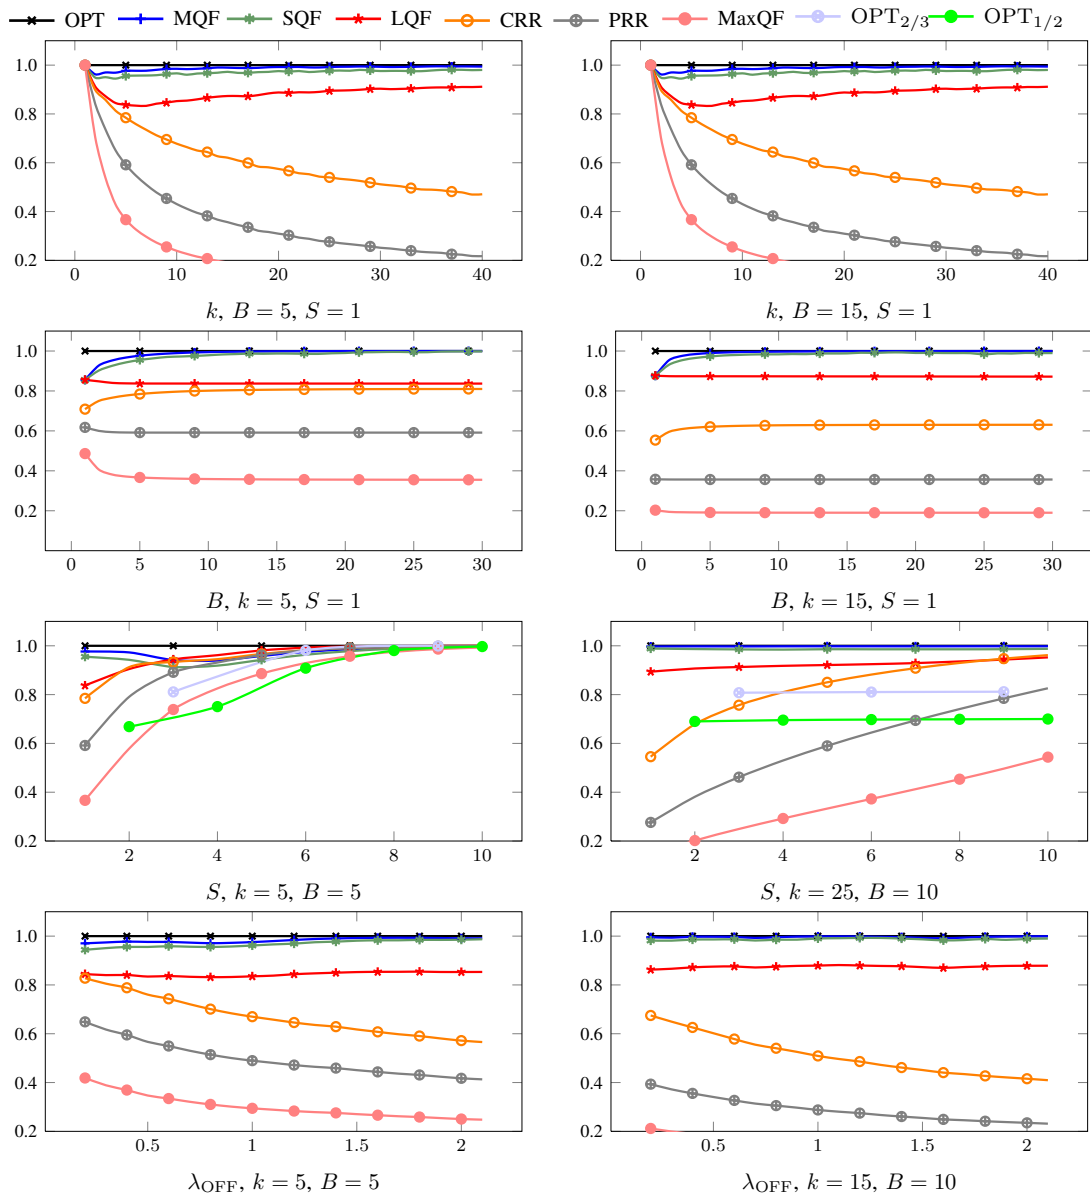 OPT MQF SQF LQF CRR PRR MaxQF OPT2/3 OPT1/2
1.0 0.8 0.6 0.4 0.2
0 10 20 30 40
k, B = 5, S = 1
1.0 0.8 0.6 0.4 0.2
0 10 20 30 40
k, B = 15, S = 1
1.0 0.8 0.6 0.4 0.2
0 5 10 15 20 25 30
B, k = 5, S = 1
1.0 0.8 0.6 0.4 0.2
0 5 10 15 20 25 30
B, k = 15, S = 1
1.0 0.8 0.6 0.4 0.2
2 4 6 8 10
S, k = 5, B = 5
1.0 0.8 0.6 0.4 0.2
2 4 6 8 10
S, k = 25, B = 10
1.0 0.8 0.6 0.4 0.2
0.5 1 1.5 2
λOFF, k = 5, B = 5
1.0 0.8 0.6 0.4 0.2
0.5 1 1.5 2
λOFF, k = 15, B = 10